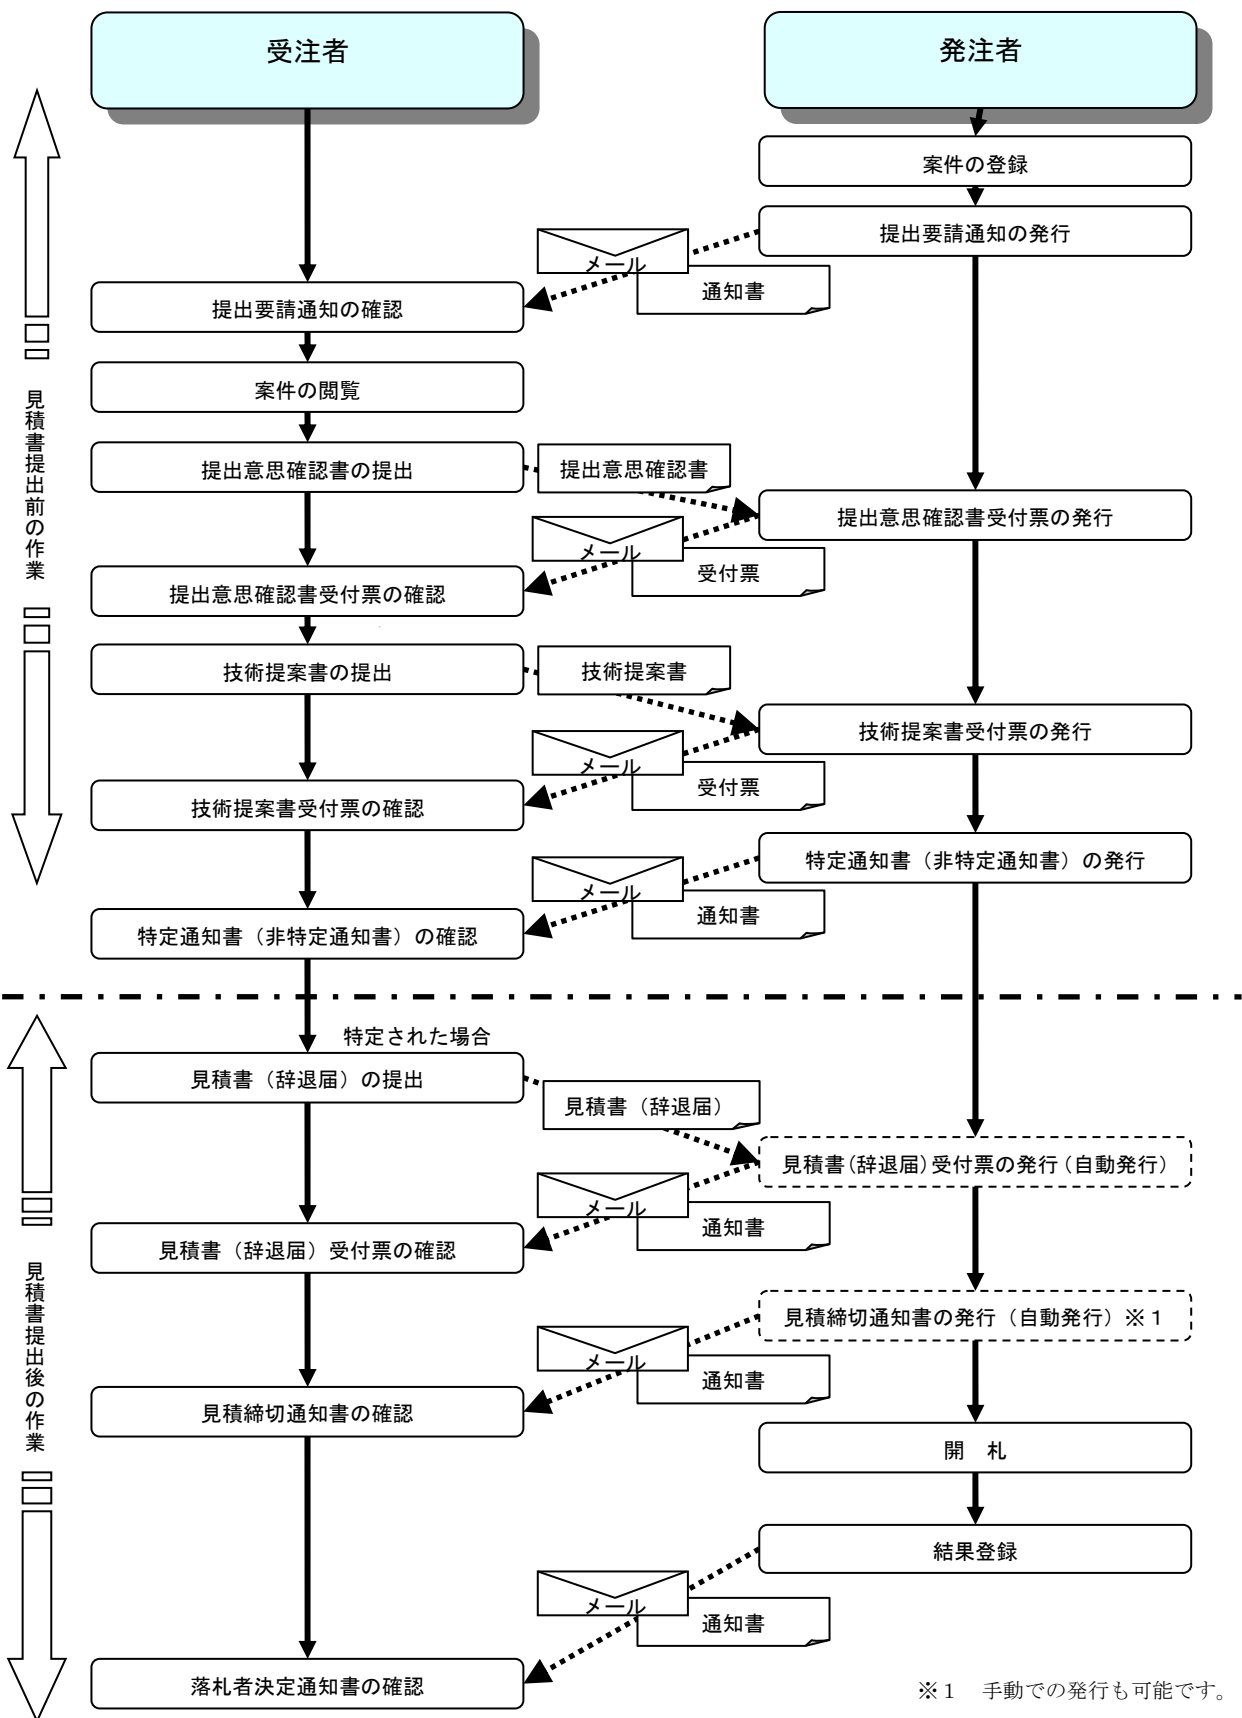 受注者
発注者
案件の登録
提出要請通知の発行
メール
通知書
提出要請通知の確認
案件の閲覧
見積書提出前の作業
提出意思確認書の提出
提出意思確認書
提出意思確認書受付票の発行
メール
受付票
提出意思確認書受付票の確認
技術提案書の提出
技術提案書
技術提案書受付票の発行
メール
受付票
技術提案書受付票の確認
特定通知書（非特定通知書）の発行
メール
通知書
特定通知書（非特定通知書）の確認
特定された場合
見積書（辞退届）の提出
見積書（辞退届）
見積書(辞退届)受付票の発行(自動発行)
メール
通知書
見積書（辞退届）受付票の確認
見積書提出後の作業
見積締切通知書の発行（自動発行）※１
メール
通知書
見積締切通知書の確認
開　札
結果登録
メール
通知書
落札者決定通知書の確認
※１　手動での発行も可能です。